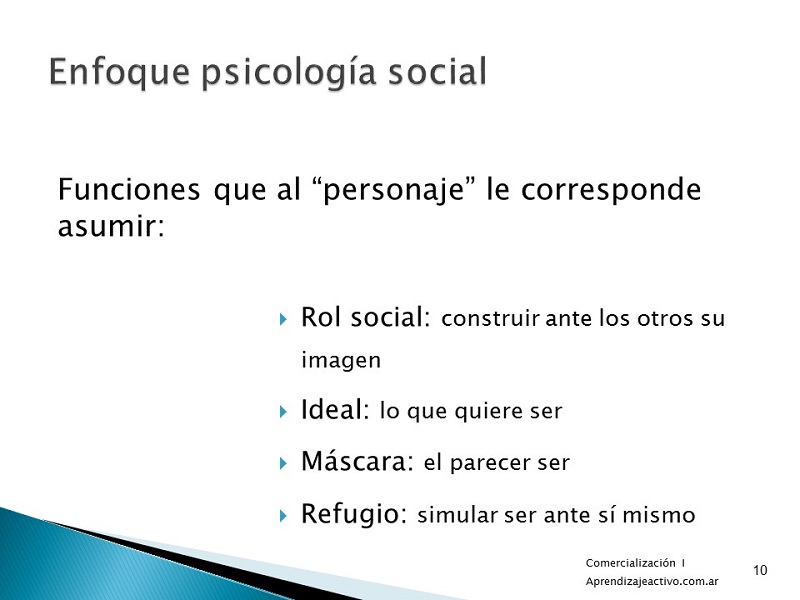 Enfoque psicología social
Funciones que al “personaje” le corresponde
asumir:
Rol social: construir ante los otros su
imagen
Ideal: lo que quiere ser
Máscara: el parecer ser
Refugio: simular ser ante sí mismo
Comercialización I
Aprendizajeactivo.com.ar
10